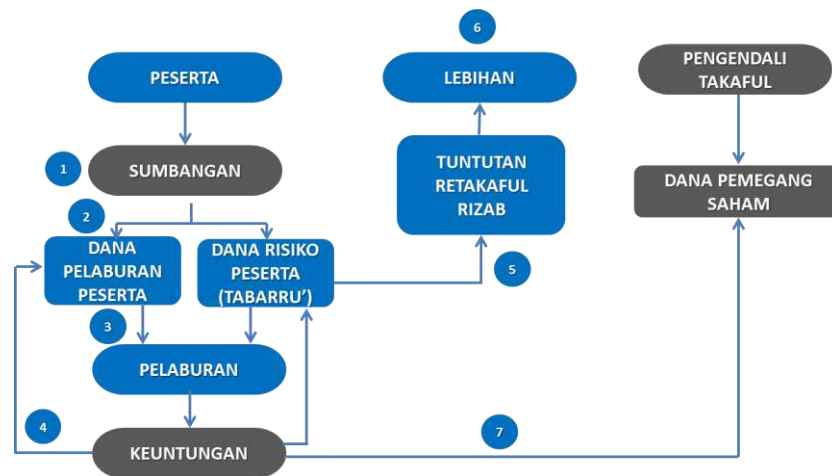 6
PESERTA
LEBIHAN
PENGENDALI
TAKAFUL
1
SUMBANGAN
TUNTUTAN
RETAKAFUL
RIZAB
DANA PEMEGANG
SAHAM
2
DANA
PELABURAN
PESERTA
DANA RISIKO
PESERTA
(TABARRU’)
5
3
PELABURAN
4
KEUNTUNGAN
7